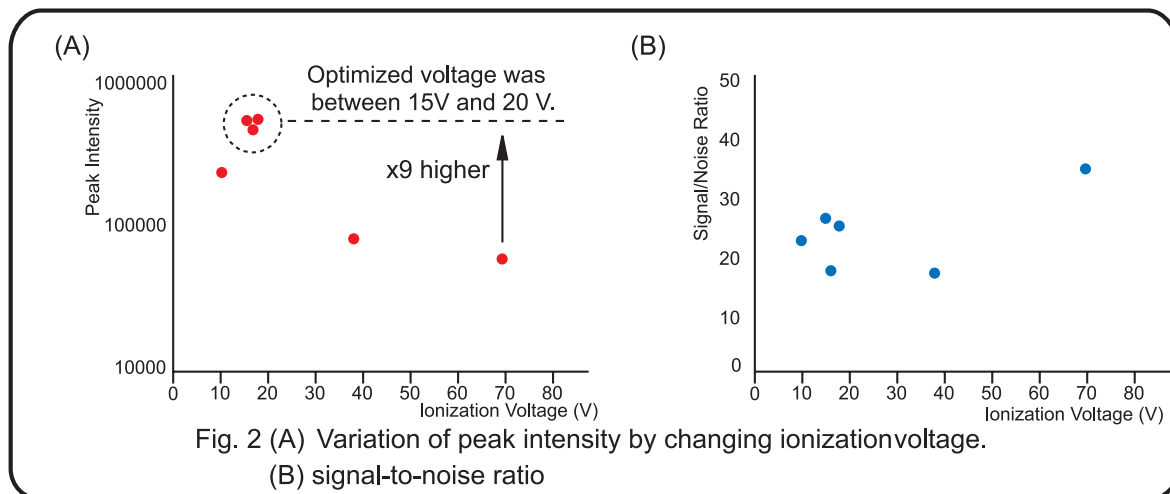 (A)
Peak Intensity
1000000
100000
10000
Optimized voltage was
between 15V and 20 V.
x9 higher
0 10 20 30 40 50 60 70 80
Ionization Voltage (V)
(B)
Signal/Noise Ratio
50
40
30
20
10
0
0 10 20 30 40 50 60 70 80
Ionization Voltage (V)
Fig. 2 (A) Variation of peak intensity by changing ionizationvoltage.
(B) signal-to-noise ratio